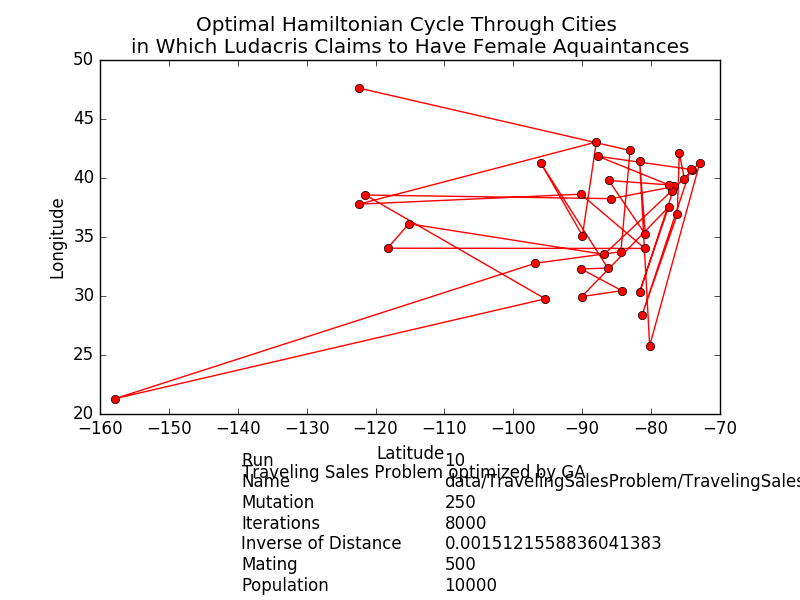 Optimal Hamiltonian Cycle Through Cities
in Which Ludacris Claims to Have Female Aquaintances
50
45
40
35
30
25
20
Longitude
−160 −150 −140 −130 −120 −110 −100 −90 −80 −70
Latitude
Run 10
Traveling Sales Problem optimized by GA
Name data/TravelingSalesProblem/TravelingSales
Mutation 250
Iterations 8000
Inverse of Distance 0.0015121558836041383
Mating 500
Population 10000